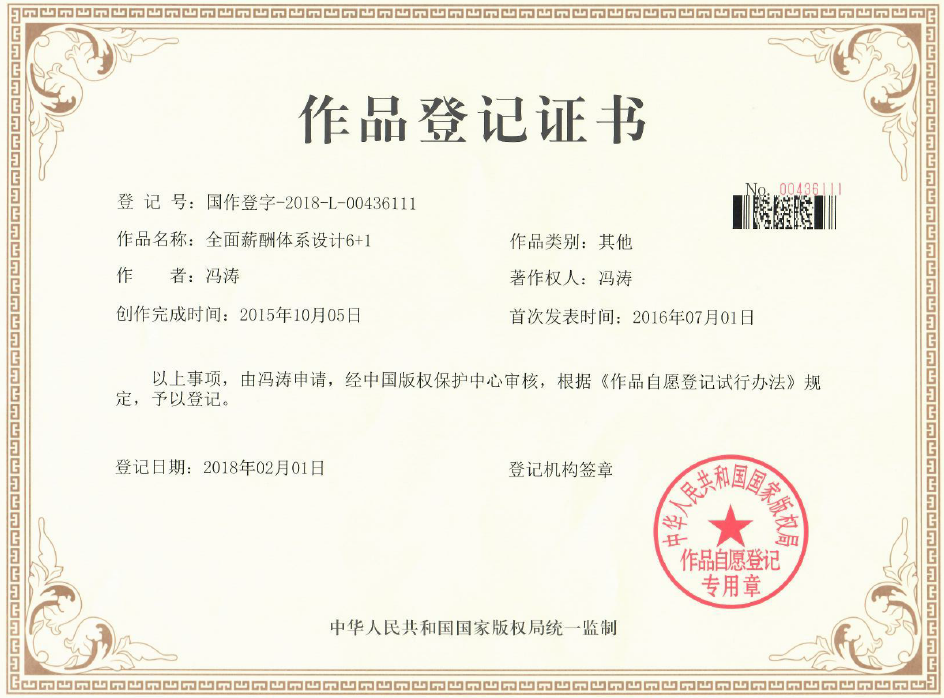 作品登记证书
No. 00436111
登 记 号：国作登字-2018-L-00436111
作品名称：全面薪酬体系设计6+1
作品类别：其他
作 者：冯涛
著作权人：冯涛
创作完成时间：2015年10月05日
首次发表时间：2016年07月01日
以上事项，由冯涛申请，经中国版权保护中心审核，根据《作品自愿登记试行办法》规
定，予以登记。
登记日期：2018年02月01日
登记机构签章
中华人民共和国国家版权局
作品自愿登记
专用章
中华人民共和国国家版权局统一监制